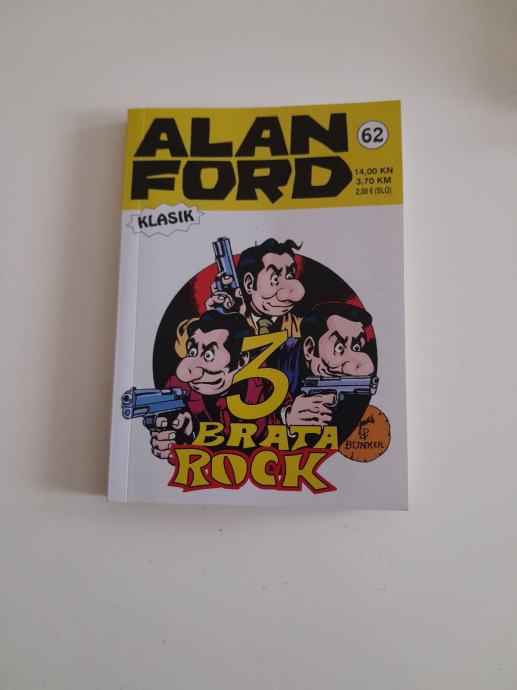 ALAN
FORD
62
14,00 KN
3,70 KM
2,00 € (SLO)
KLASIK
3
BRATA
ROCK
&
BUNKER